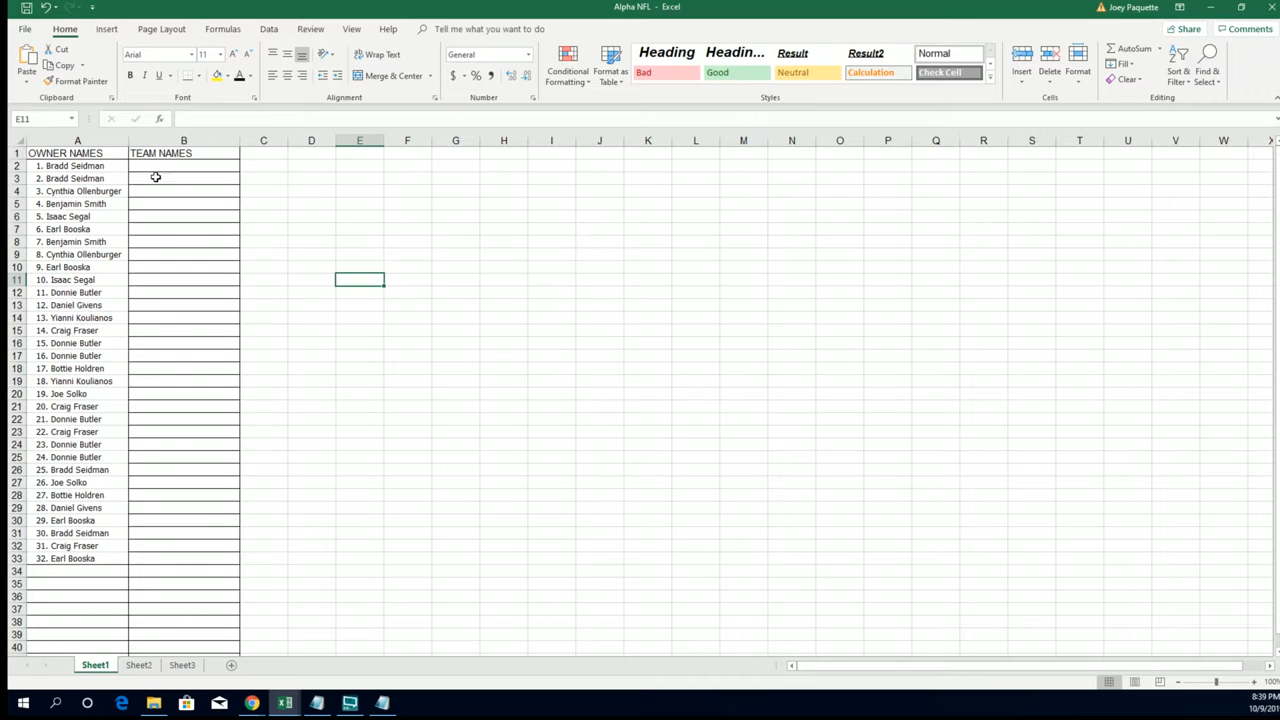 Alpha NFL - Excel
Joey Paquette
File Home Insert Page Layout Formulas Data Review View Help Tell me what you want to do
Share Comments
Paste
Cut
Copy
Format Painter
Clipboard
Arial 11
B I U A
Font
Wrap Text
Merge & Center
Alignment
General
$ % ,
Number
Conditional Formatting
Format as Table
Heading Headin... Result Result2 Normal
Bad Good Neutral Calculation Check Cell
Styles
Insert Delete Format
Cells
AutoSum
Fill
Clear
Sort & Filter
Find & Select
Editing
E11 fx
A B C D E F G H I J K L M N O P Q R S T U V W X
1 OWNER NAMES TEAM NAMES
2 1. Bradd Seidman
3 2. Bradd Seidman
4 3. Cynthia Ollenburger
5 4. Benjamin Smith
6 5. Isaac Segal
7 6. Earl Booska
8 7. Benjamin Smith
9 8. Cynthia Ollenburger
10 9. Earl Booska
11 10. Isaac Segal
12 11. Donnie Butler
13 12. Daniel Givens
14 13. Yianni Koulianos
15 14. Craig Fraser
16 15. Donnie Butler
17 16. Donnie Butler
18 17. Bottie Holdren
19 18. Yianni Koulianos
20 19. Joe Solko
21 20. Craig Fraser
22 21. Donnie Butler
23 22. Craig Fraser
24 23. Donnie Butler
25 24. Donnie Butler
26 25. Bradd Seidman
27 26. Joe Solko
28 27. Bottie Holdren
29 28. Daniel Givens
30 29. Earl Booska
31 30. Bradd Seidman
32 31. Craig Fraser
33 32. Earl Booska
34
35
36
37
38
39
40
Sheet1 Sheet2 Sheet3
100%
8:39 PM
10/9/201